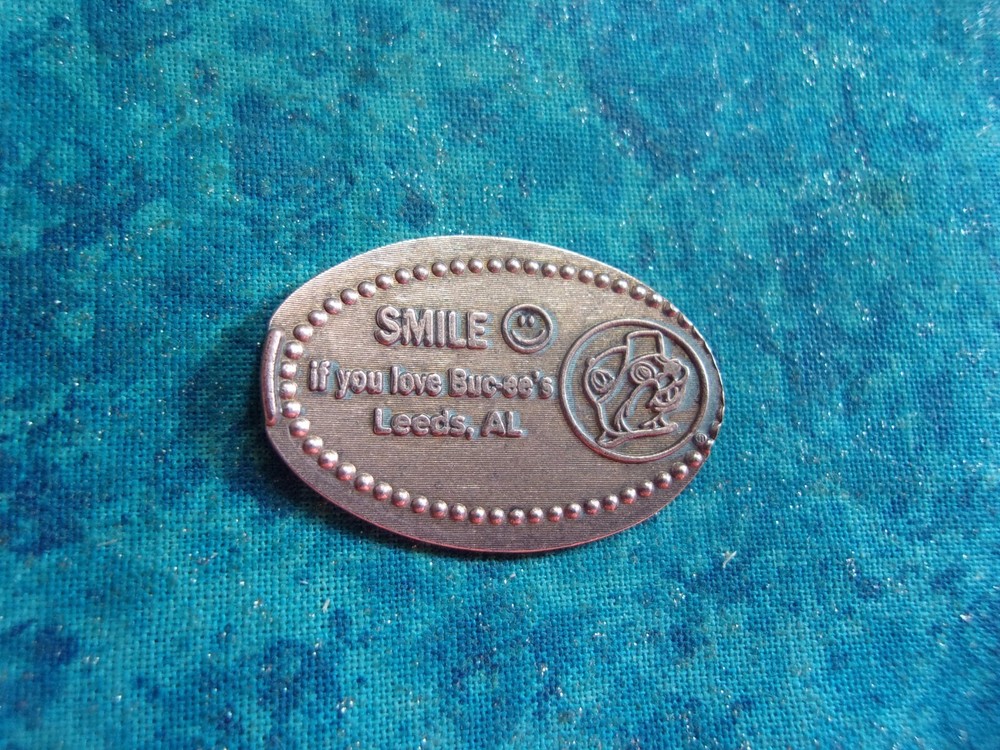 SMILE
if you love Buc-ee's
Leeds, AL